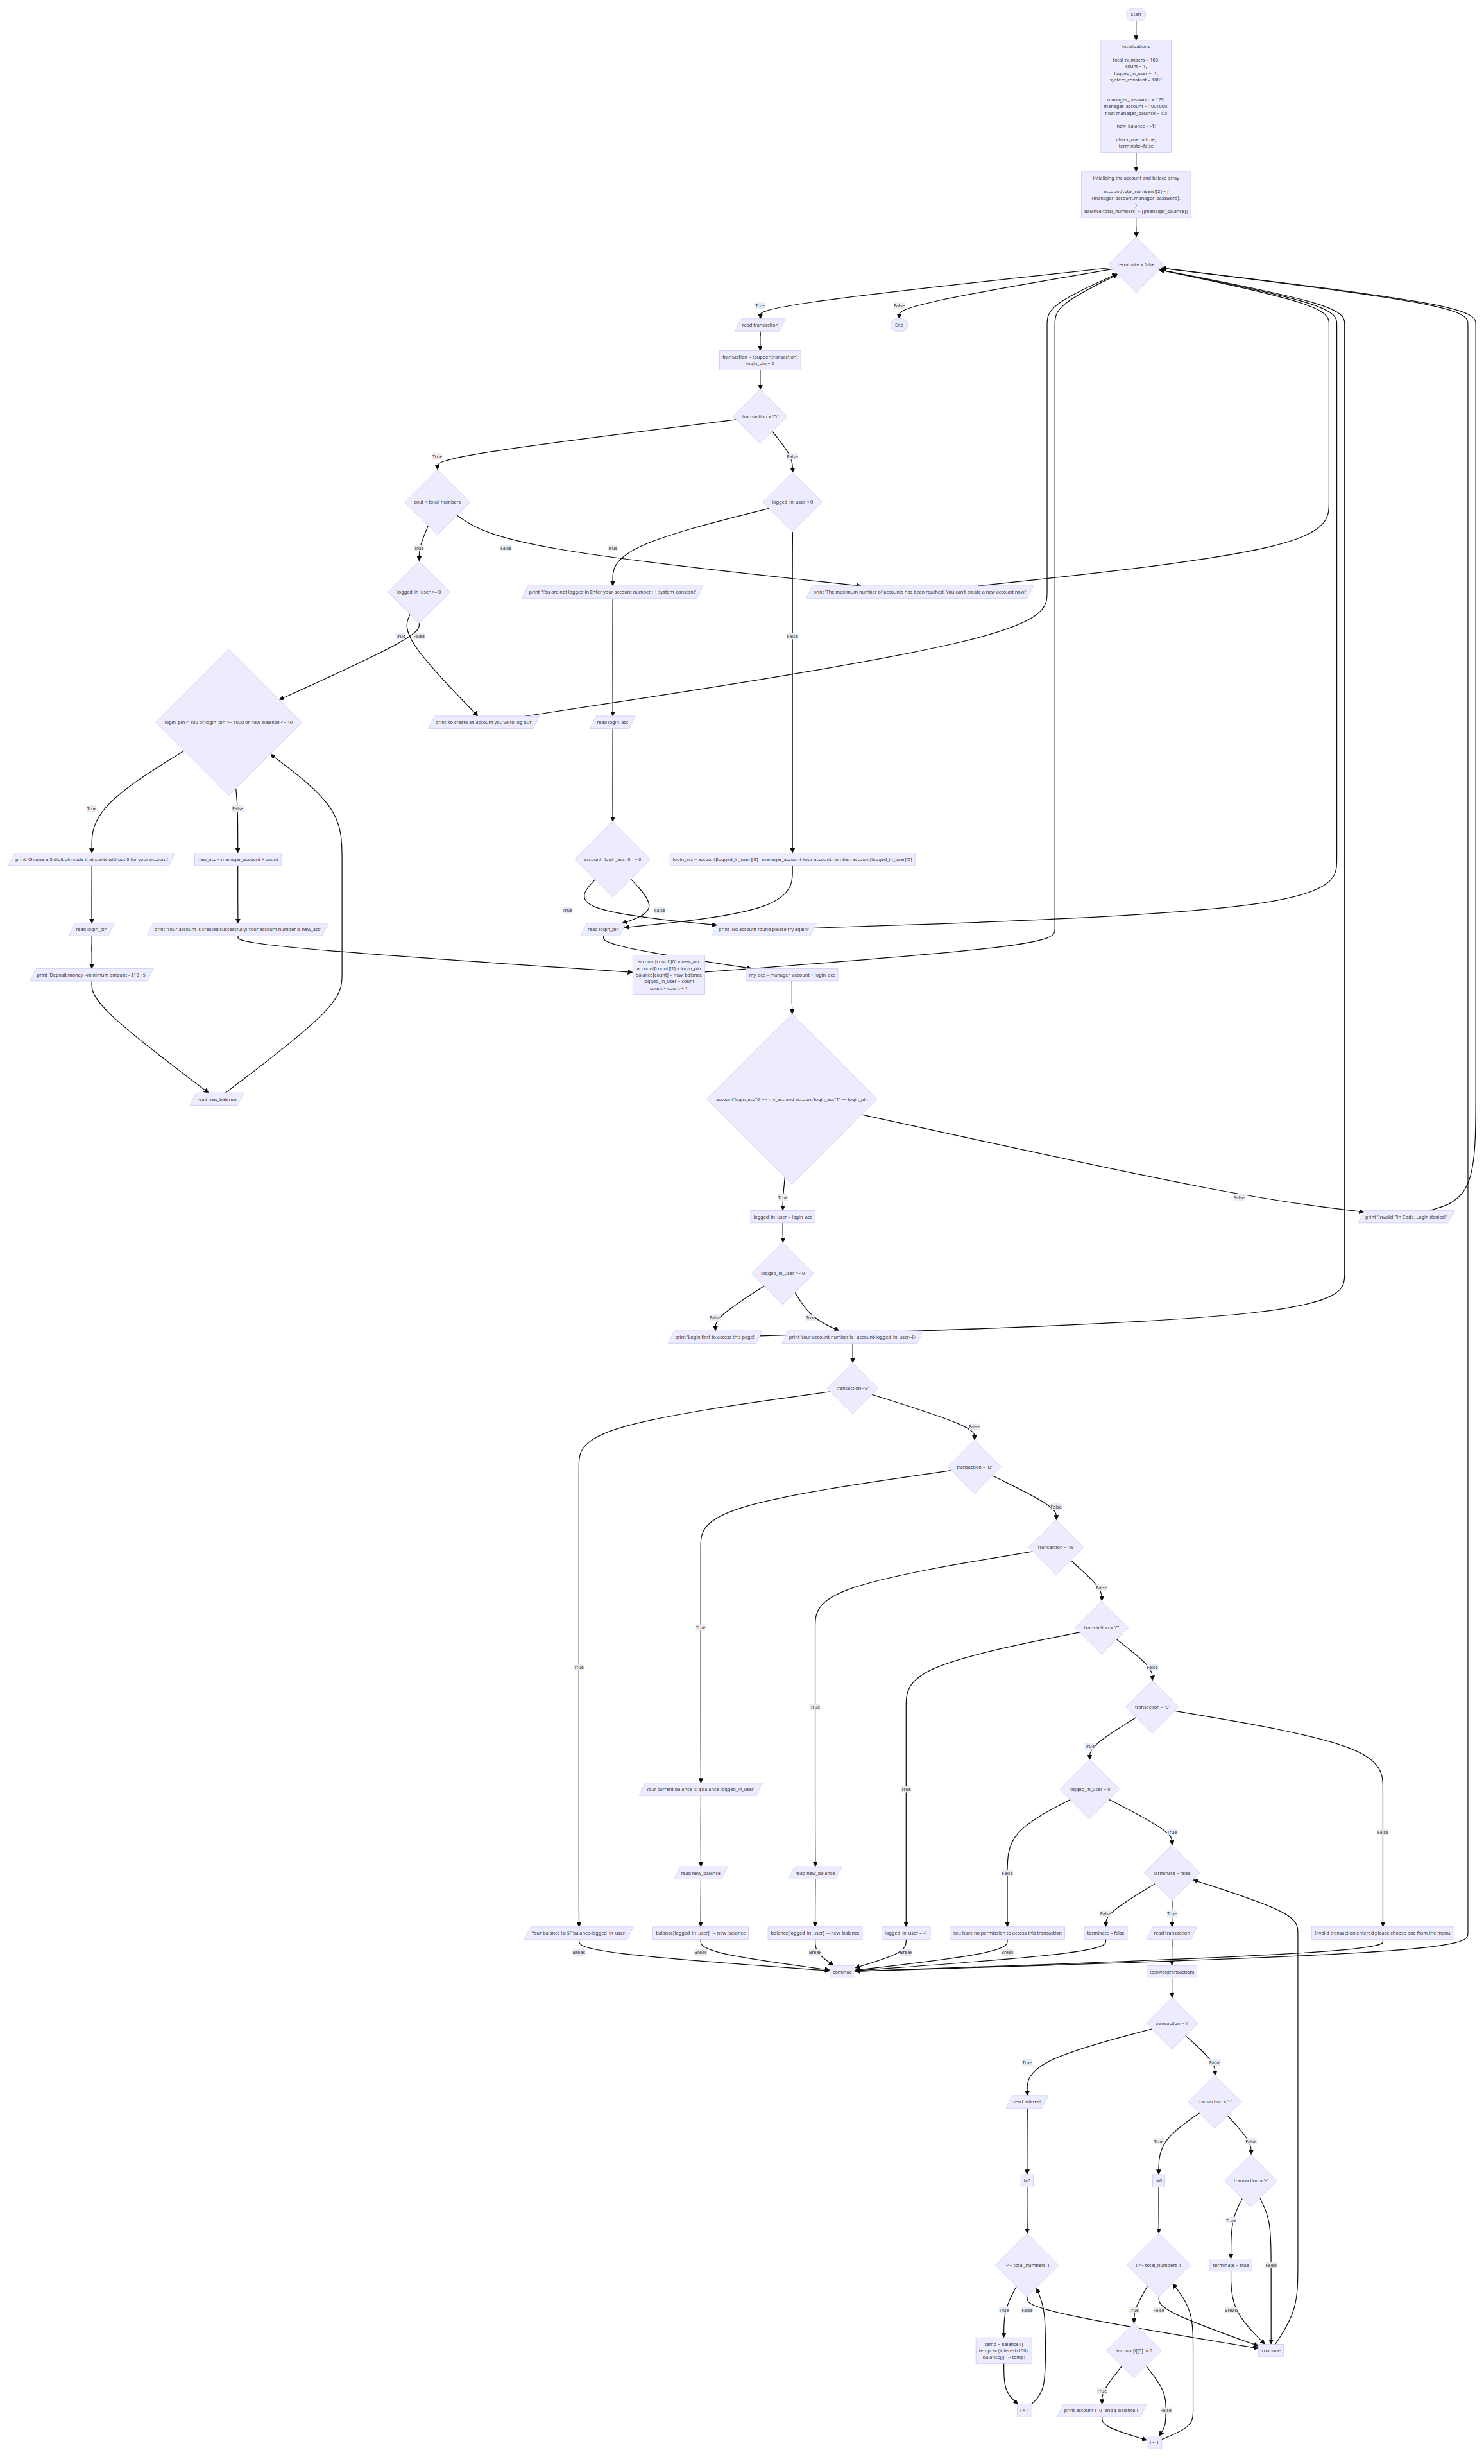 Start
intialisations
total_numbers = 100,
count = 1,
logged_in_user = -1,
system_constant = 1001
manager_password = 123,
manager_account = 1001000,
float manager_balance = 1.5
new_balance = -1;
check_user = true,
terminate=false
Intialising the account and balace array
account[total_numbers][2] = {
{manager_account,manager_password},
}
balance[total_numbers] = {{manager_balance}}
terminate = false
True
False
read transaction
End
transaction = toupper(transaction)
login_pin = 0
transaction = 'O'
True
False
cout < total_numbers
logged_in_user < 0
True
False
True
logged_in_user >= 0
print 'You are not logged in Enter your account number : + system_constant'
print 'The maximum number of accounts has been reached, You can't create a new account now.'
True
False
False
login_pin < 100 or login_pin >= 1000 or new_balance <= 10
print 'to create an account you've to log out'
read login_acc
True
False
print 'Choose a 3 digit pin code that starts without 0 for your account'
new_acc = manager_account + count
account--login_acc--0-- = 0
login_acc = account[logged_in_user][0] - manager_account Your account number: account[logged_in_user][0]
True
False
read login_pin
print 'Your account is created successfuly! Your account number is new_acc'
read login_pin
print 'No account found please try again!'
print 'Deposit money --minimum amount - $10 : $'
account[count][0] = new_acc
account[count][1] = login_pin
balance[count] = new_balance
logged_in_user = count
count = count + 1
my_acc = manager_account + login_acc
read new_balance
account'login_acc''0' == my_acc and account'login_acc''1' == login_pin
True
False
logged_in_user = login_acc
print 'Invalid Pin Code, Login denied!'
logged_in_user >= 0
False
True
print 'Login first to access this page!'
print Your account number is : account-logged_in_user--0-
transaction='B'
False
transaction = 'D'
False
transaction = 'W'
False
transaction = 'C'
True
True
False
True
transaction = 'S'
True
Your current balance is: $balance-logged_in_user-
True
logged_in_user = 0
True
False
read new_balance
read new_balance
False
terminate = false
False
True
Your balance is: $" balance-logged_in_user-
balance[logged_in_user] += new_balance
balance[logged_in_user] -= new_balance
logged_in_user = -1
You have no permission to access this transaction
terminate = false
read transaction
Invalid transaction entered please choose one from the menu.
Break
Break
Break
Break
Break
continue
tolower(transaction)
transaction = 'i'
True
False
read interest
transaction = 'p'
True
False
i=0
i=0
transaction = 'e'
True
i <= total_numbers-1
i <= total_numbers-1
terminate = true
False
True
False
True
False
Break
temp = balance[i]
temp *= (interest/100);
balance[i] += temp;
account[i][0] != 0
continue
True
False
i + 1
print account-i--0- and $ balance-i-
i + 1